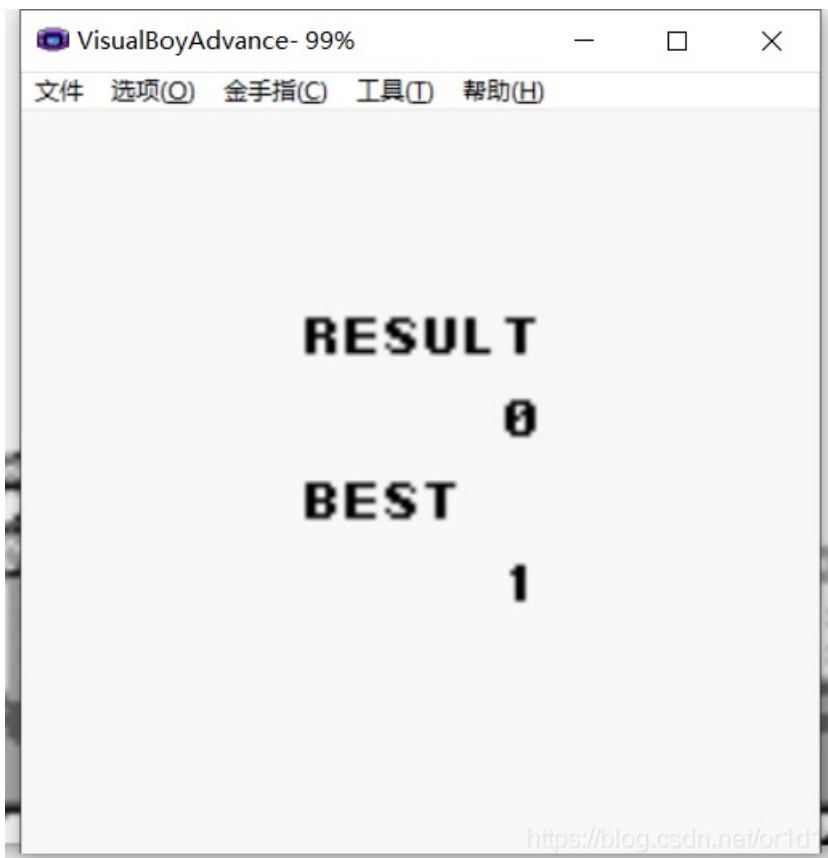 VisualBoyAdvance- 99%
文件 选项(O) 金手指(C) 工具(T) 帮助(H)
RESULT
0
BEST
1
https://blog.csdn.net/or1d1